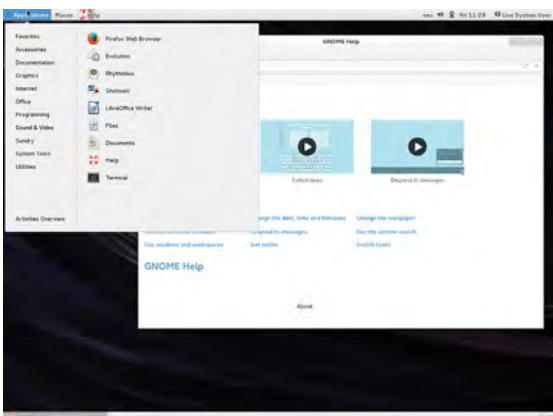 Applications Places Help
Fri 11:29 Live System User
GNOME Help
Favorites
Accessories
Documentation
Graphics
Internet
Office
Programming
Sound & Video
Sundry
System Tools
Utilities
Activities Overview
Firefox Web Browser
Evolution
Rhythmbox
Shotwell
LibreOffice Writer
Files
Documents
Help
Terminal
Switch tasks
Respond to messages
Change the date, time and timezone
Change the wallpaper
Respond to messages
Use the system search
Use windows and workspaces
Get online
Switch tasks
GNOME Help
About